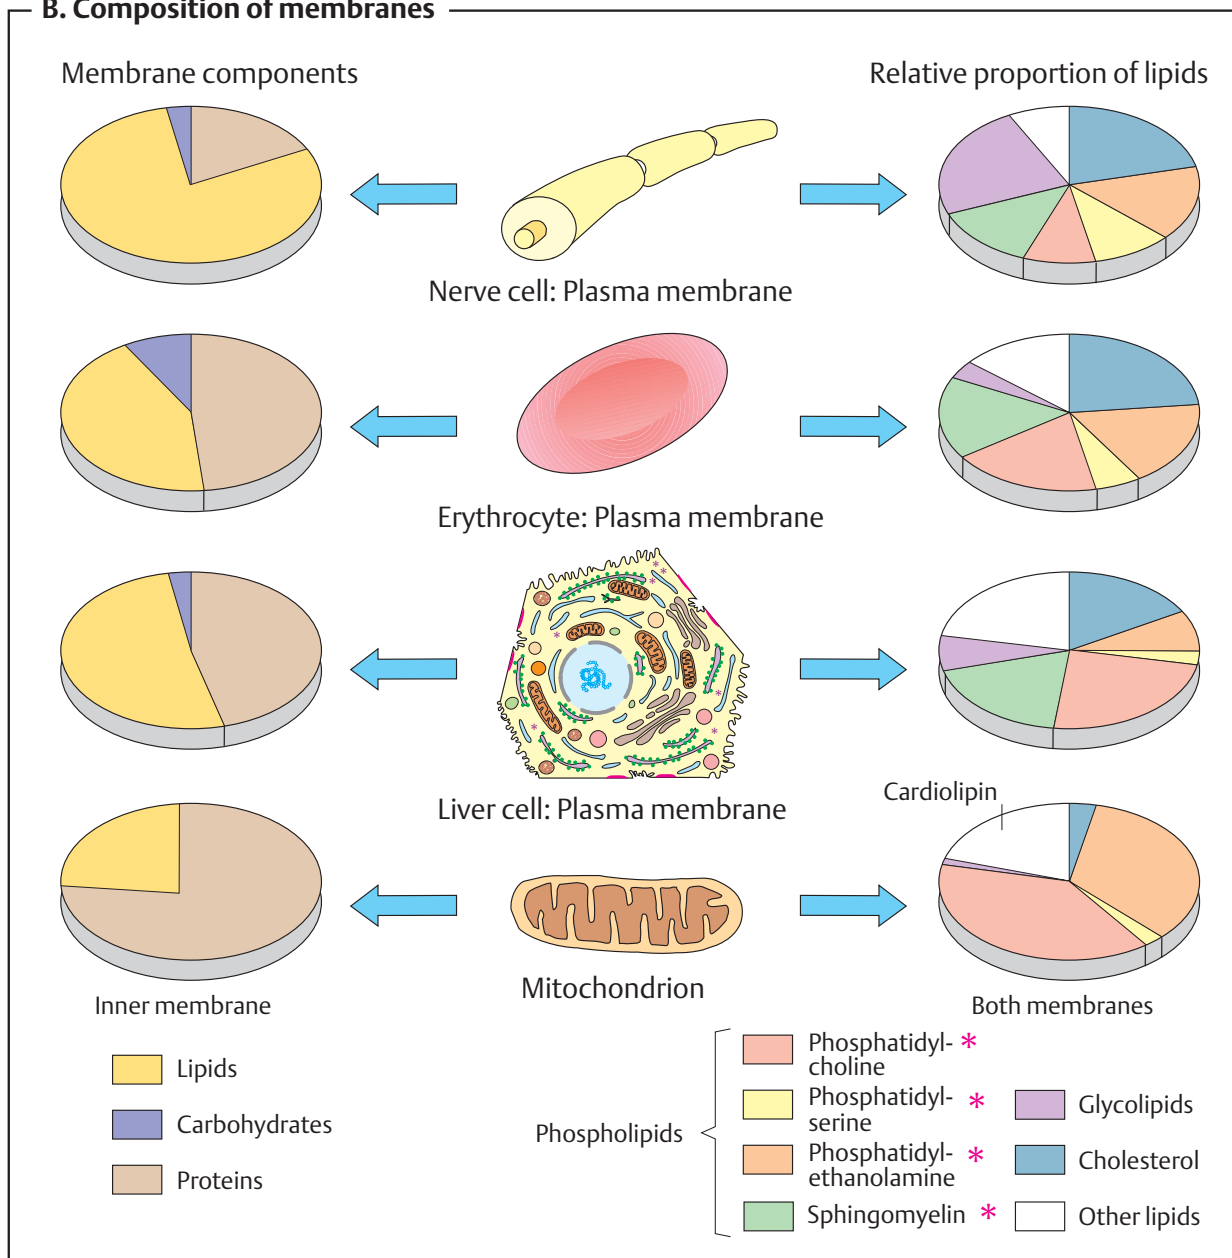 B. Composition of membranes
Membrane components
Relative proportion of lipids
Nerve cell: Plasma membrane
Erythrocyte: Plasma membrane
Liver cell: Plasma membrane
Cardiolipin
Mitochondrion
Inner membrane
Both membranes
Lipids
Carbohydrates
Proteins
Phospholipids
Phosphatidyl- *
choline
Phosphatidyl- *
serine
Phosphatidyl- *
ethanolamine
Sphingomyelin *
Glycolipids
Cholesterol
Other lipids